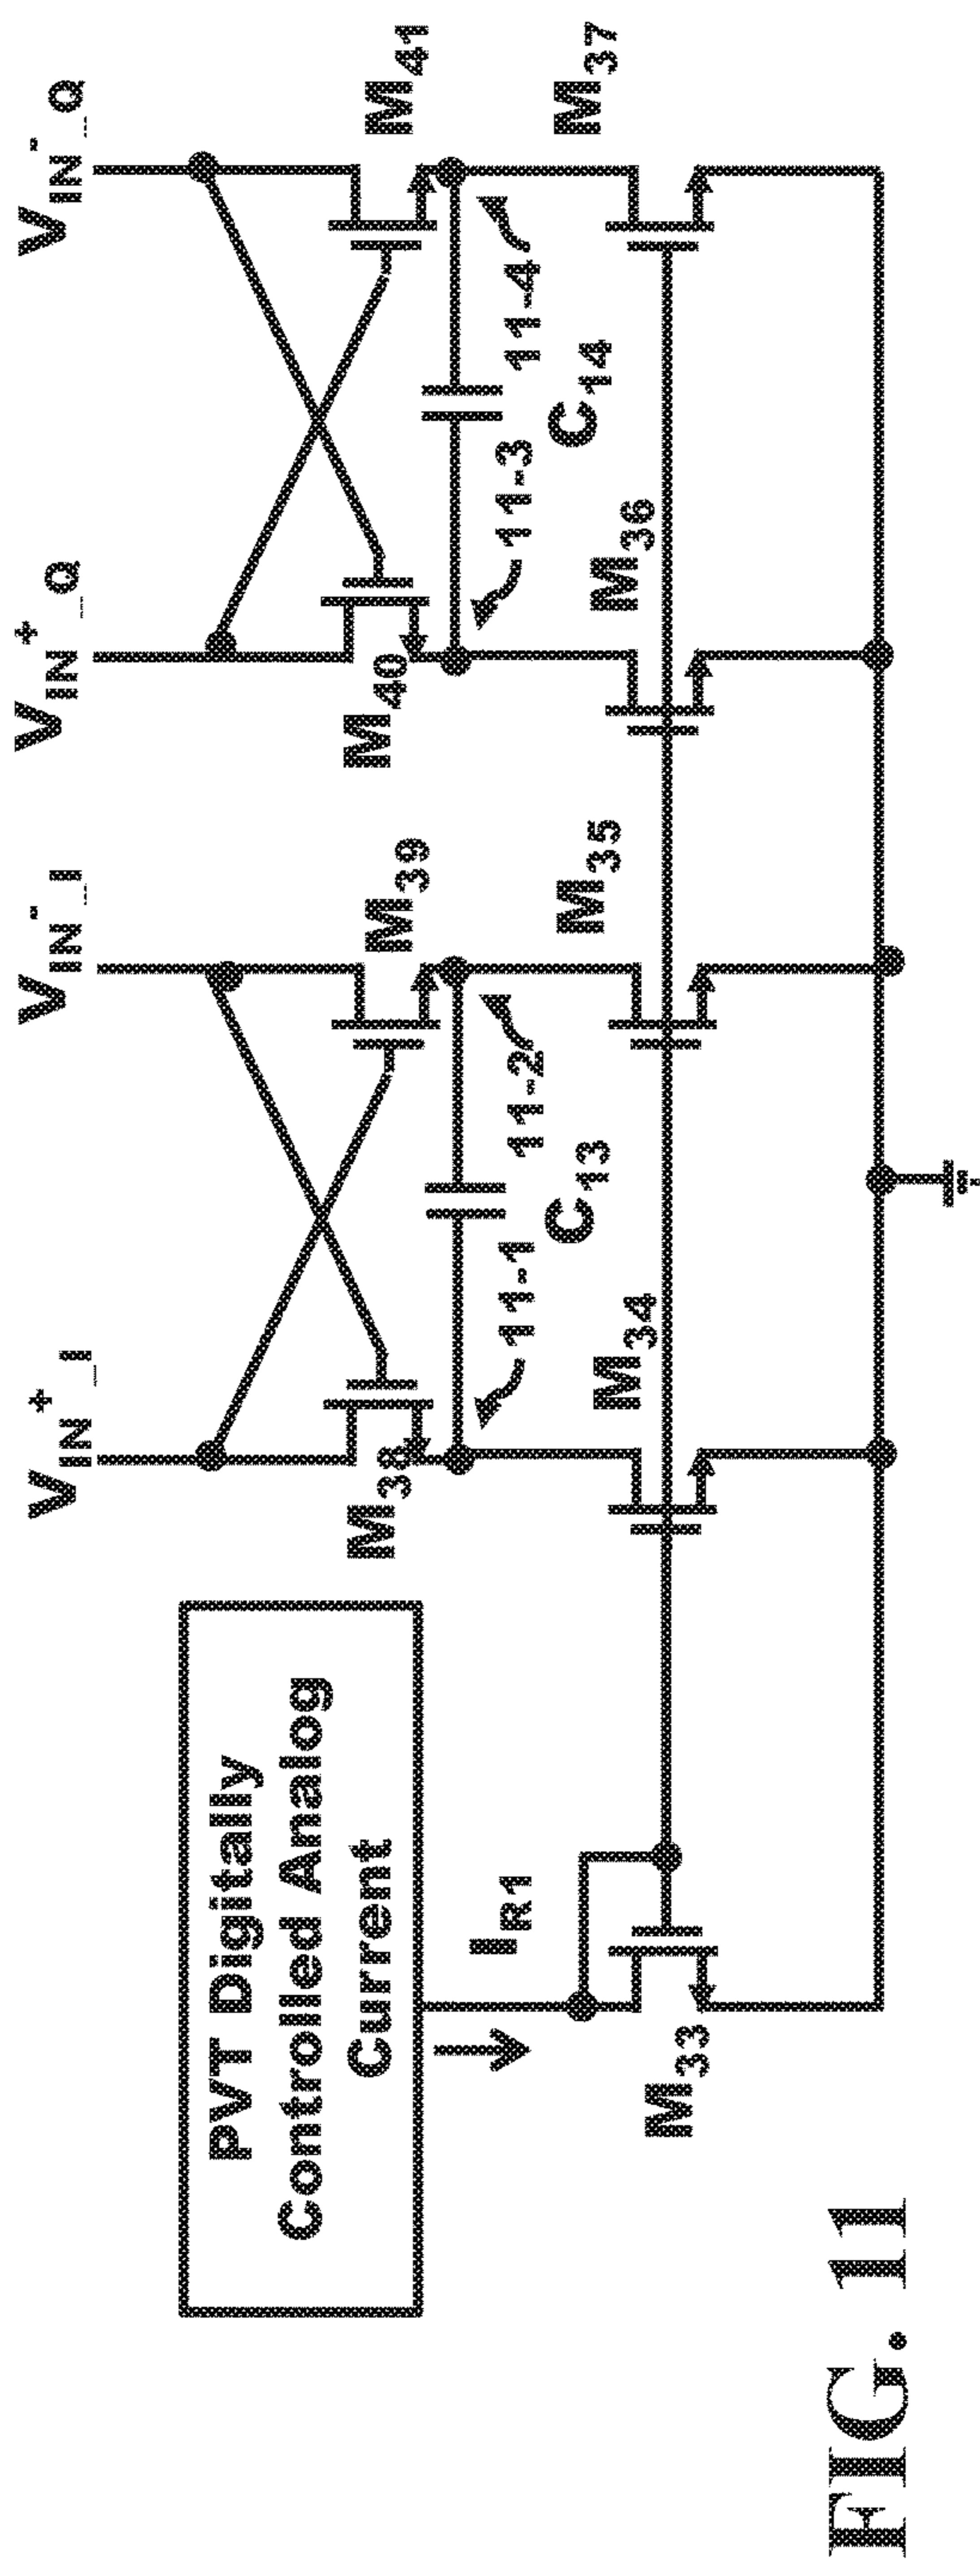 PVT Digitally
Controlled Analog
Current
I_R1
M_33
V_IN^+_I
V_IN^-_I
V_IN^+_Q
V_IN^-_Q
M_38
M_39
M_40
M_41
11-1
11-2
11-3
11-4
C_13
C_14
M_34
M_35
M_36
M_37
FIG. 11